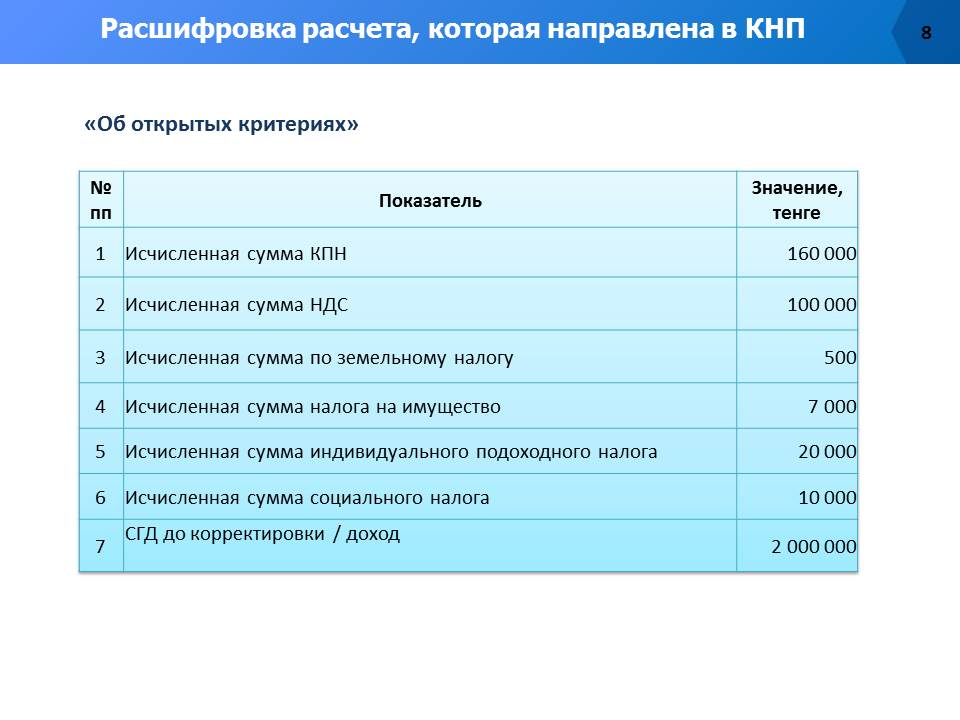 Расшифровка расчета, которая направлена в КНП
8
«Об открытых критериях»
№ пп Показатель Значение, тенге
1 Исчисленная сумма КПН 160 000
2 Исчисленная сумма НДС 100 000
3 Исчисленная сумма по земельному налогу 500
4 Исчисленная сумма налога на имущество 7 000
5 Исчисленная сумма индивидуального подоходного налога 20 000
6 Исчисленная сумма социального налога 10 000
7 СГД до корректировки / доход 2 000 000